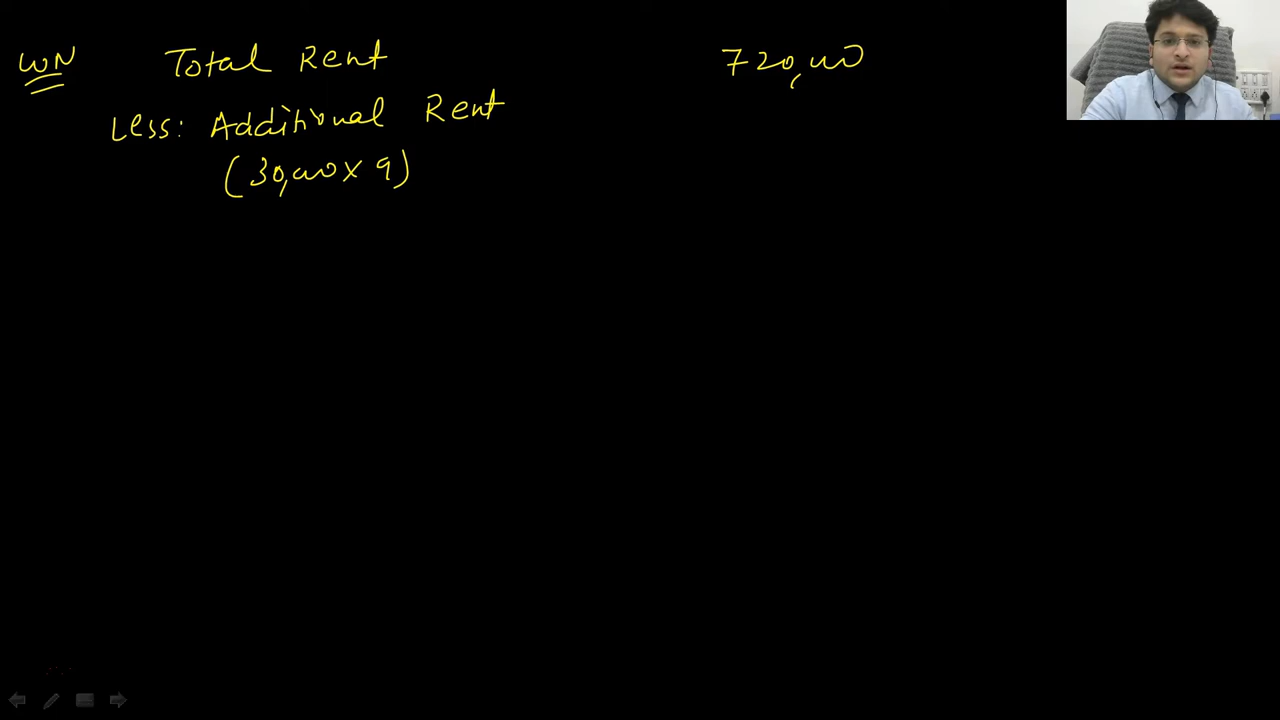 WN Total Rent 720,000
Less: Additional Rent
(30,000 x 9)